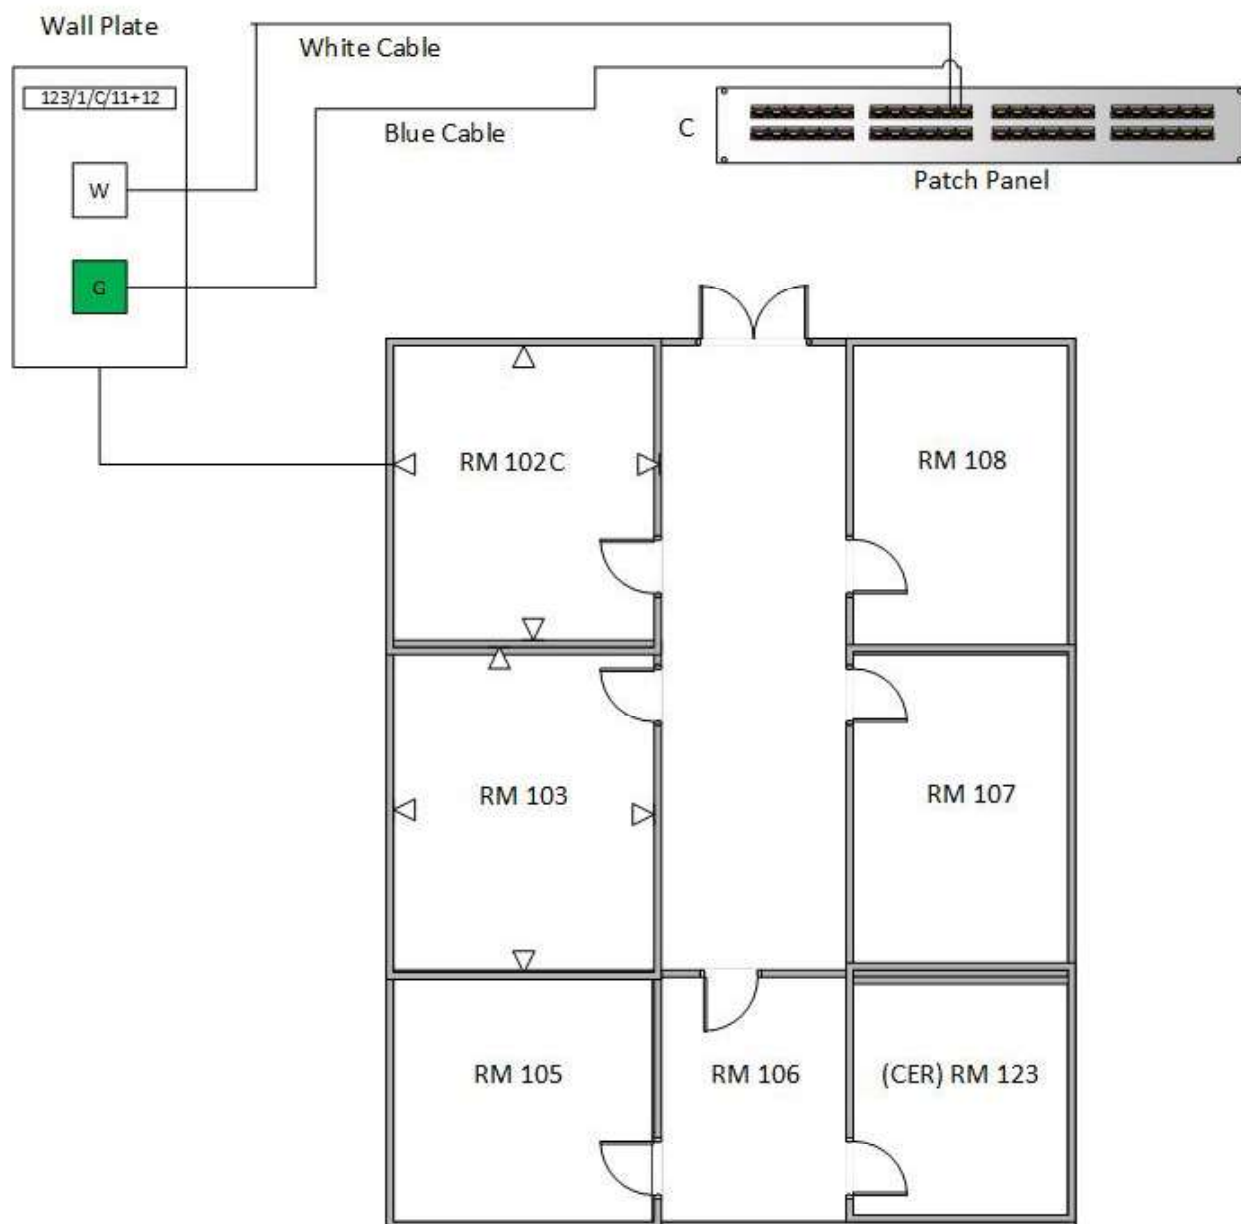 Wall Plate
White Cable
123/1/C/11+12
Blue Cable
C
Patch Panel
W
G
RM 102C
RM 108
RM 103
RM 107
RM 105
RM 106
(CER) RM 123